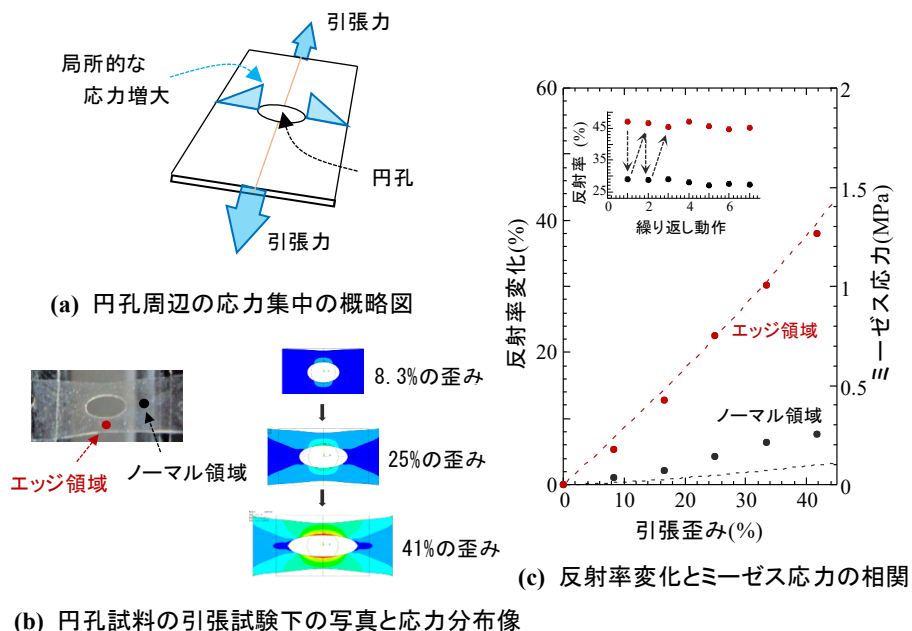 引張力
局所的な
応力増大
円孔
引張力
(a) 円孔周辺の応力集中の概略図
8.3%の歪み
25%の歪み
41%の歪み
エッジ領域
ノーマル領域
(b) 円孔試料の引張試験下の写真と応力分布像
60
40
20
0
反射率変化(%)
2
1.5
1
0.5
0
ミーゼス応力(MPa)
45
35
25
反射率 (%)
0
2
4
6
繰り返し動作
エッジ領域
ノーマル領域
0
10
20
30
40
引張歪み(%)
(c) 反射率変化とミーゼス応力の相関